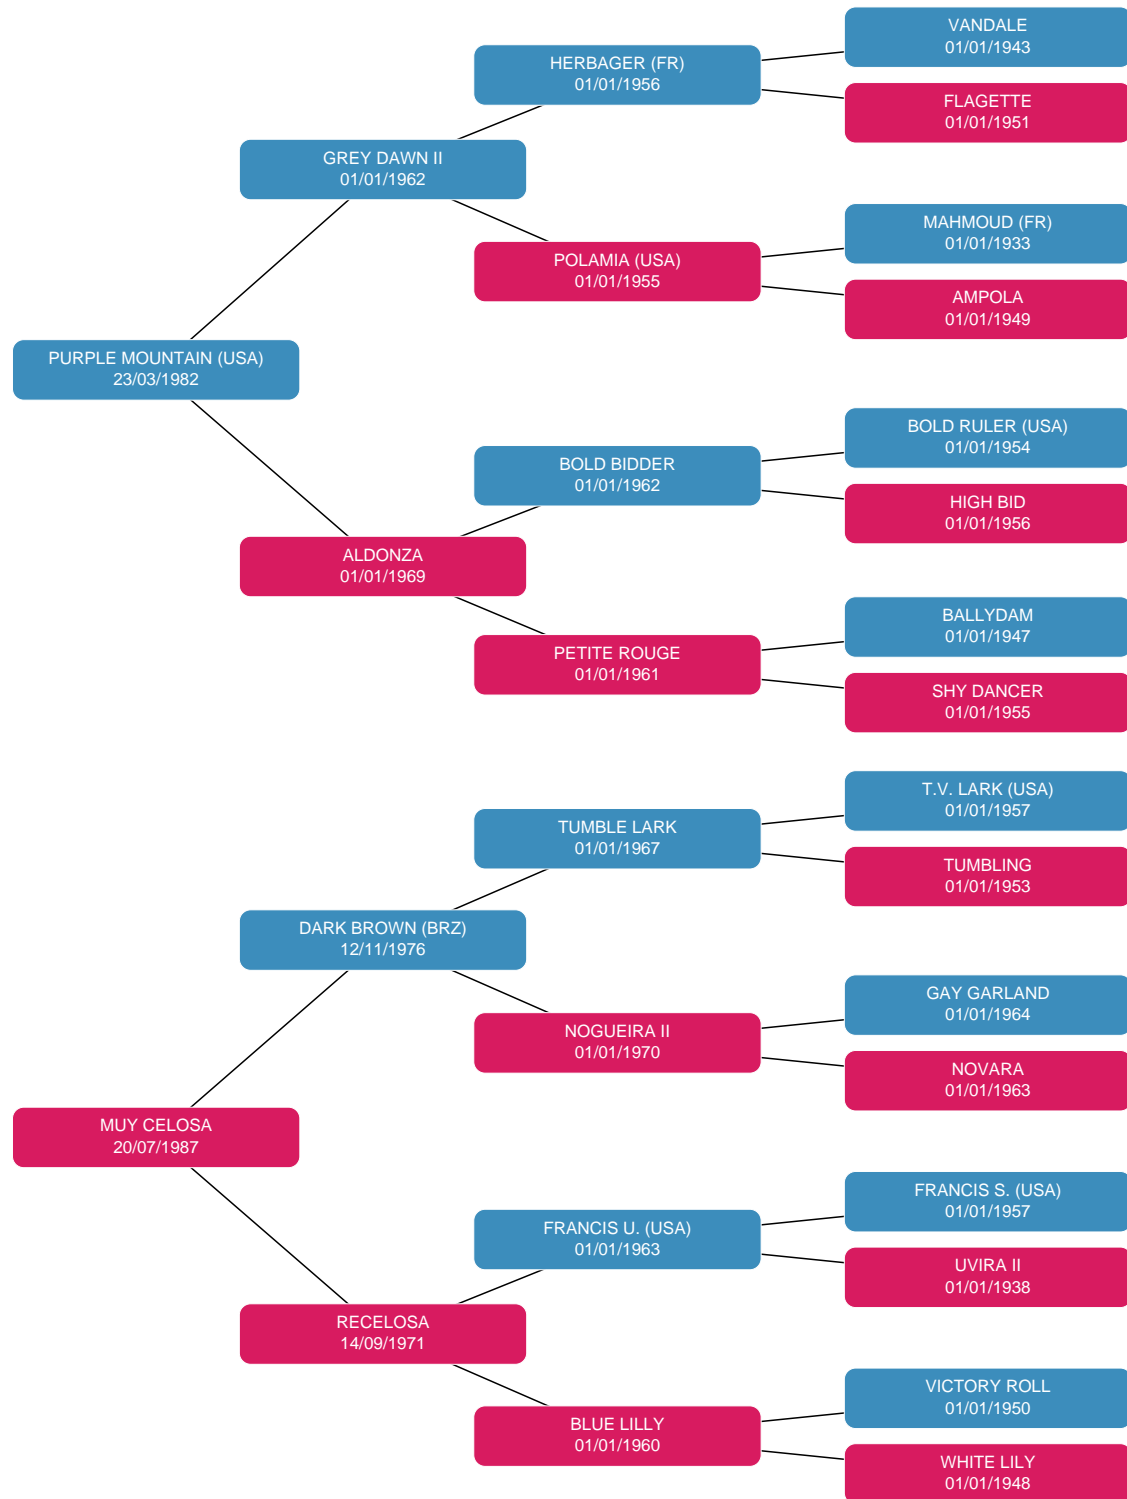 VANDALE
01/01/1943
HERBAGER (FR)
01/01/1956
FLAGETTE
01/01/1951
GREY DAWN II
01/01/1962
MAHMOUD (FR)
01/01/1933
POLAMIA (USA)
01/01/1955
AMPOLA
01/01/1949
PURPLE MOUNTAIN (USA)
23/03/1982
BOLD RULER (USA)
01/01/1954
BOLD BIDDER
01/01/1962
HIGH BID
01/01/1956
ALDONZA
01/01/1969
BALLYDAM
01/01/1947
PETITE ROUGE
01/01/1961
SHY DANCER
01/01/1955
T.V. LARK (USA)
01/01/1957
TUMBLE LARK
01/01/1967
TUMBLING
01/01/1953
DARK BROWN (BRZ)
12/11/1976
GAY GARLAND
01/01/1964
NOGUEIRA II
01/01/1970
NOVARA
01/01/1963
MUY CELOSA
20/07/1987
FRANCIS S. (USA)
01/01/1957
FRANCIS U. (USA)
01/01/1963
UVIRA II
01/01/1938
RECELOSA
14/09/1971
VICTORY ROLL
01/01/1950
BLUE LILLY
01/01/1960
WHITE LILY
01/01/1948